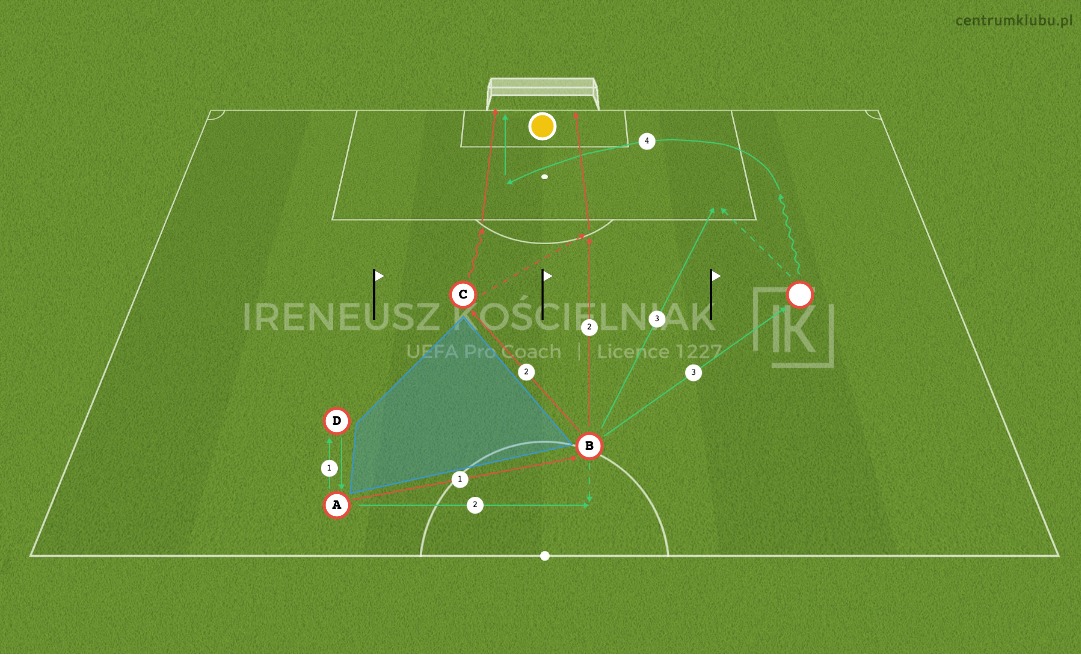 centrumklubu.pl
4
C
IRENEUSZ KOŚCIELNIAK
IK
3
2
UEFA Pro Coach | Licence 1227
2
3
D
B
1
1
A
2